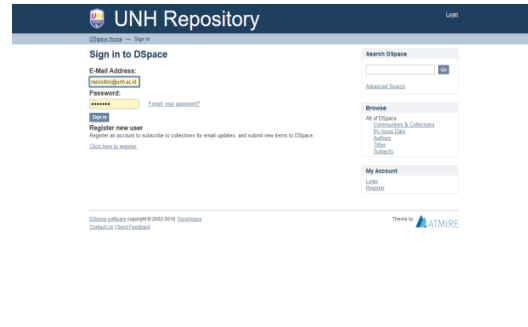 UNH Repository
Login
DSpace Home → Sign in
Sign in to DSpace
E-Mail Address:
Password:
•••••••
Forgot your password?
Sign in
Register new user
Register an account to subscribe to collections for email updates, and submit new items to DSpace.
Click here to register.
Search DSpace
Go
Advanced Search
Browse
All of DSpace
Communities & Collections
By Issue Date
Authors
Titles
Subjects
My Account
Login
Register
DSpace software copyright © 2002-2015 DuraSpace
Contact Us | Send Feedback
Theme by ATMIRE